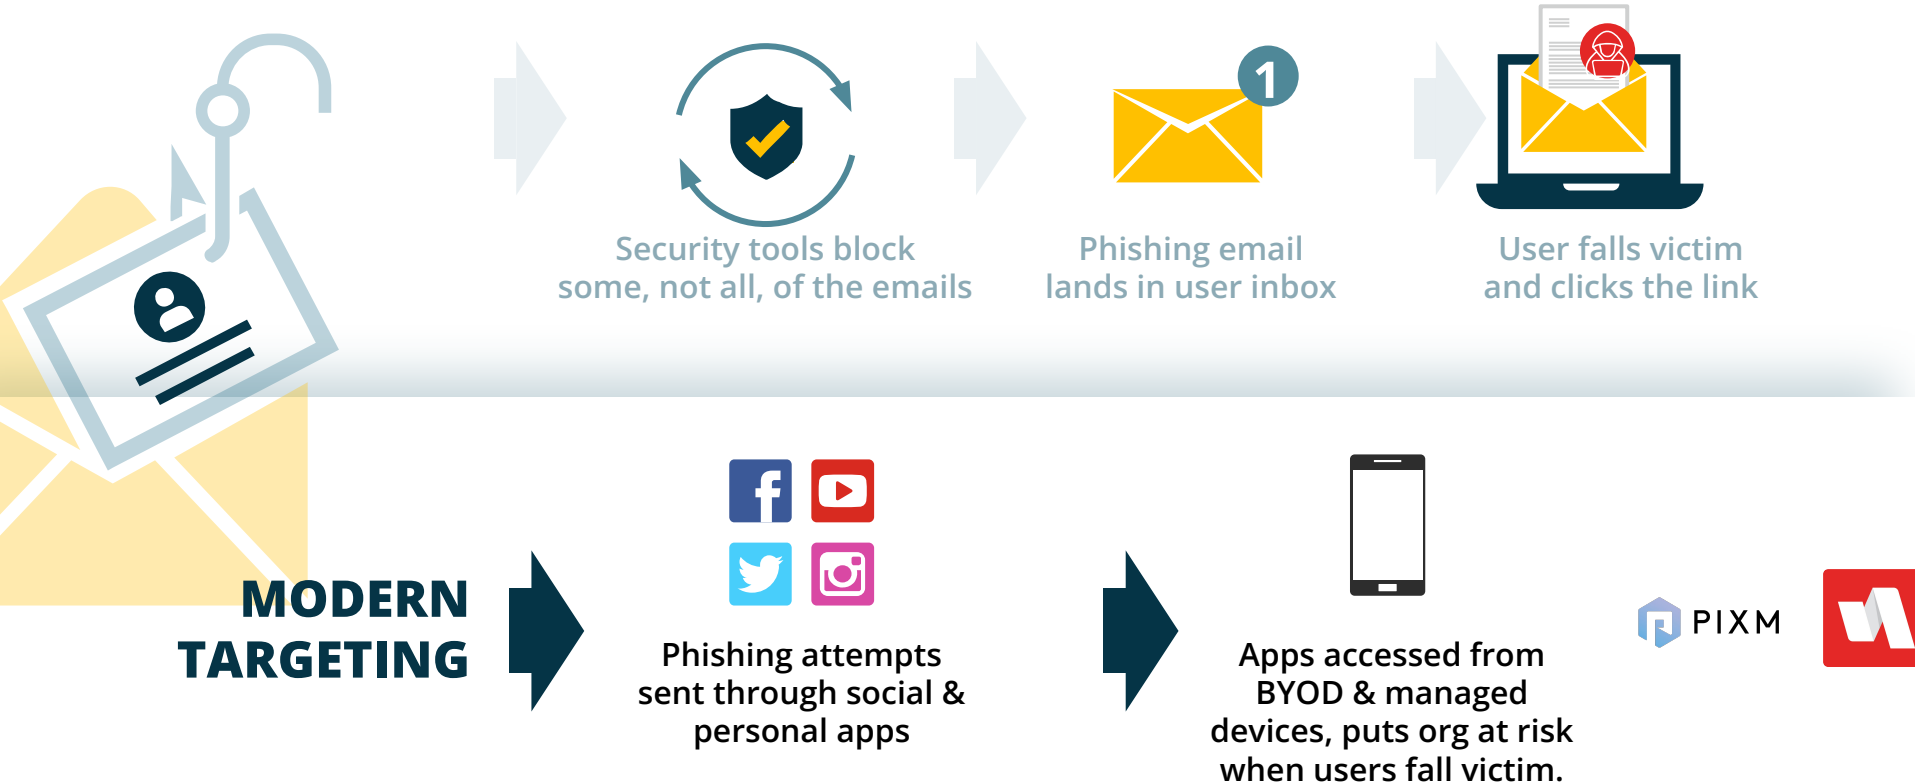 1
Security tools block
some, not all, of the emails
Phishing email
lands in user inbox
User falls victim
and clicks the link
MODERN
TARGETING
Phishing attempts
sent through social &
personal apps
Apps accessed from
BYOD & managed
devices, puts org at risk
when users fall victim.
PIXM